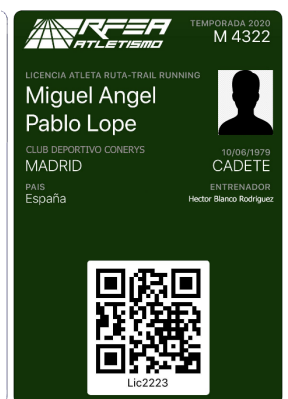 RFEA
ATLETISMO
TEMPORADA 2020
M 4322
LICENCIA ATLETA RUTA-TRAIL RUNNING
Miguel Angel
Pablo Lope
CLUB DEPORTIVO CONERYS
MADRID
10/06/1979
CADETE
PAIS
España
ENTRENADOR
Hector Blanco Rodriguez
Lic2223